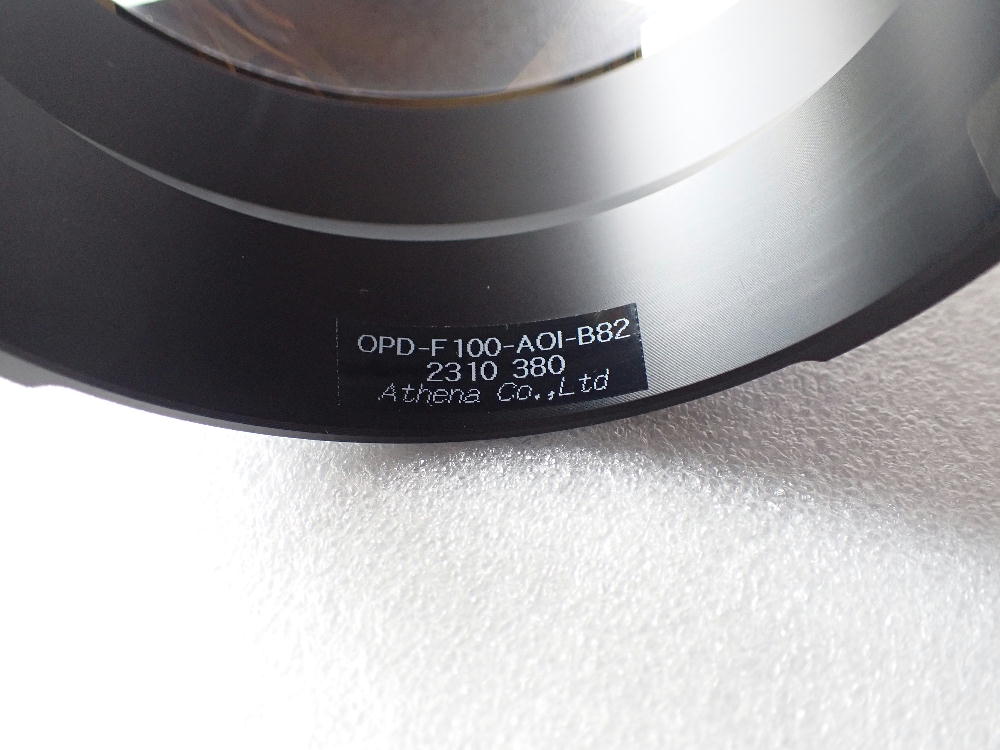 OPD-F100-AOI-B82
2310 380
Athena Co.,Ltd